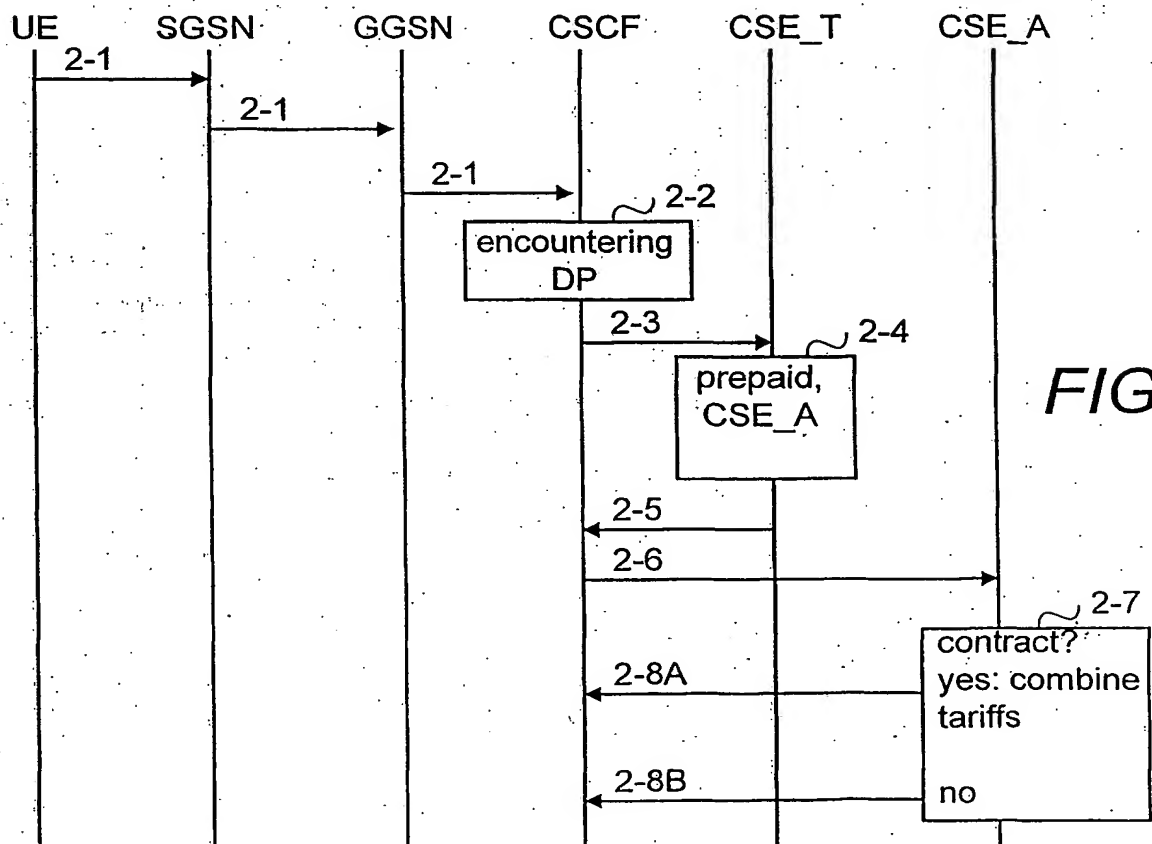 UE SGSN GGSN CSCF CSE_T CSE_A
2-1
2-1
2-1
2-2
encountering
DP
2-3
2-4
prepaid,
CSE_A
FIG
2-5
2-6
2-7
contract?
yes: combine
tariffs
2-8A
2-8B
no